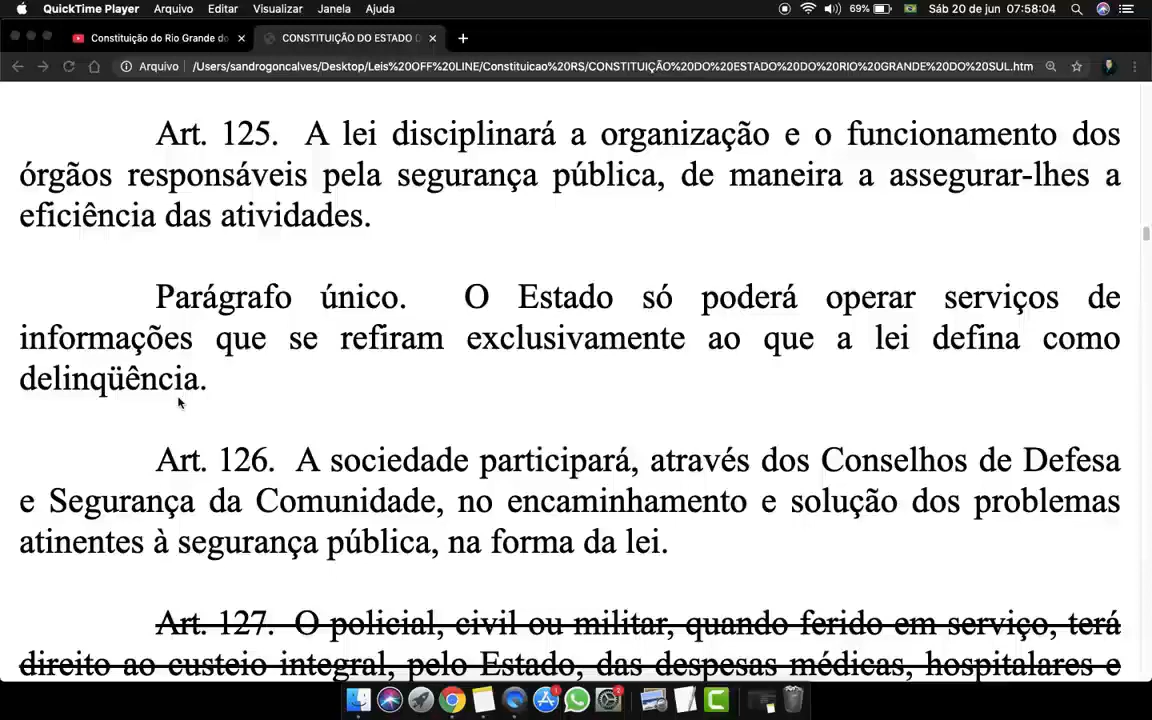 QuickTime Player Arquivo Editar Visualizar Janela Ajuda 69% Sáb 20 de jun 07:58:04
Constituição do Rio Grande do × CONSTITUIÇÃO DO ESTADO × +
Arquivo /Users/sandrogoncalves/Desktop/Leis%20OFF%20LINE/Constituicao%20RS/CONSTITUIÇÃO%20DO%20ESTADO%20DO%20RIO%20GRANDE%20DO%20SUL.htm
Art. 125. A lei disciplinará a organização e o funcionamento dos
órgãos responsáveis pela segurança pública, de maneira a assegurar-lhes a
eficiência das atividades.
Parágrafo único. O Estado só poderá operar serviços de
informações que se refiram exclusivamente ao que a lei defina como
delinqüência.
Art. 126. A sociedade participará, através dos Conselhos de Defesa
e Segurança da Comunidade, no encaminhamento e solução dos problemas
atinentes à segurança pública, na forma da lei.
Art. 127. O policial, civil ou militar, quando ferido em serviço, terá
direito ao custeio integral, pelo Estado, das despesas médicas, hospitalares e